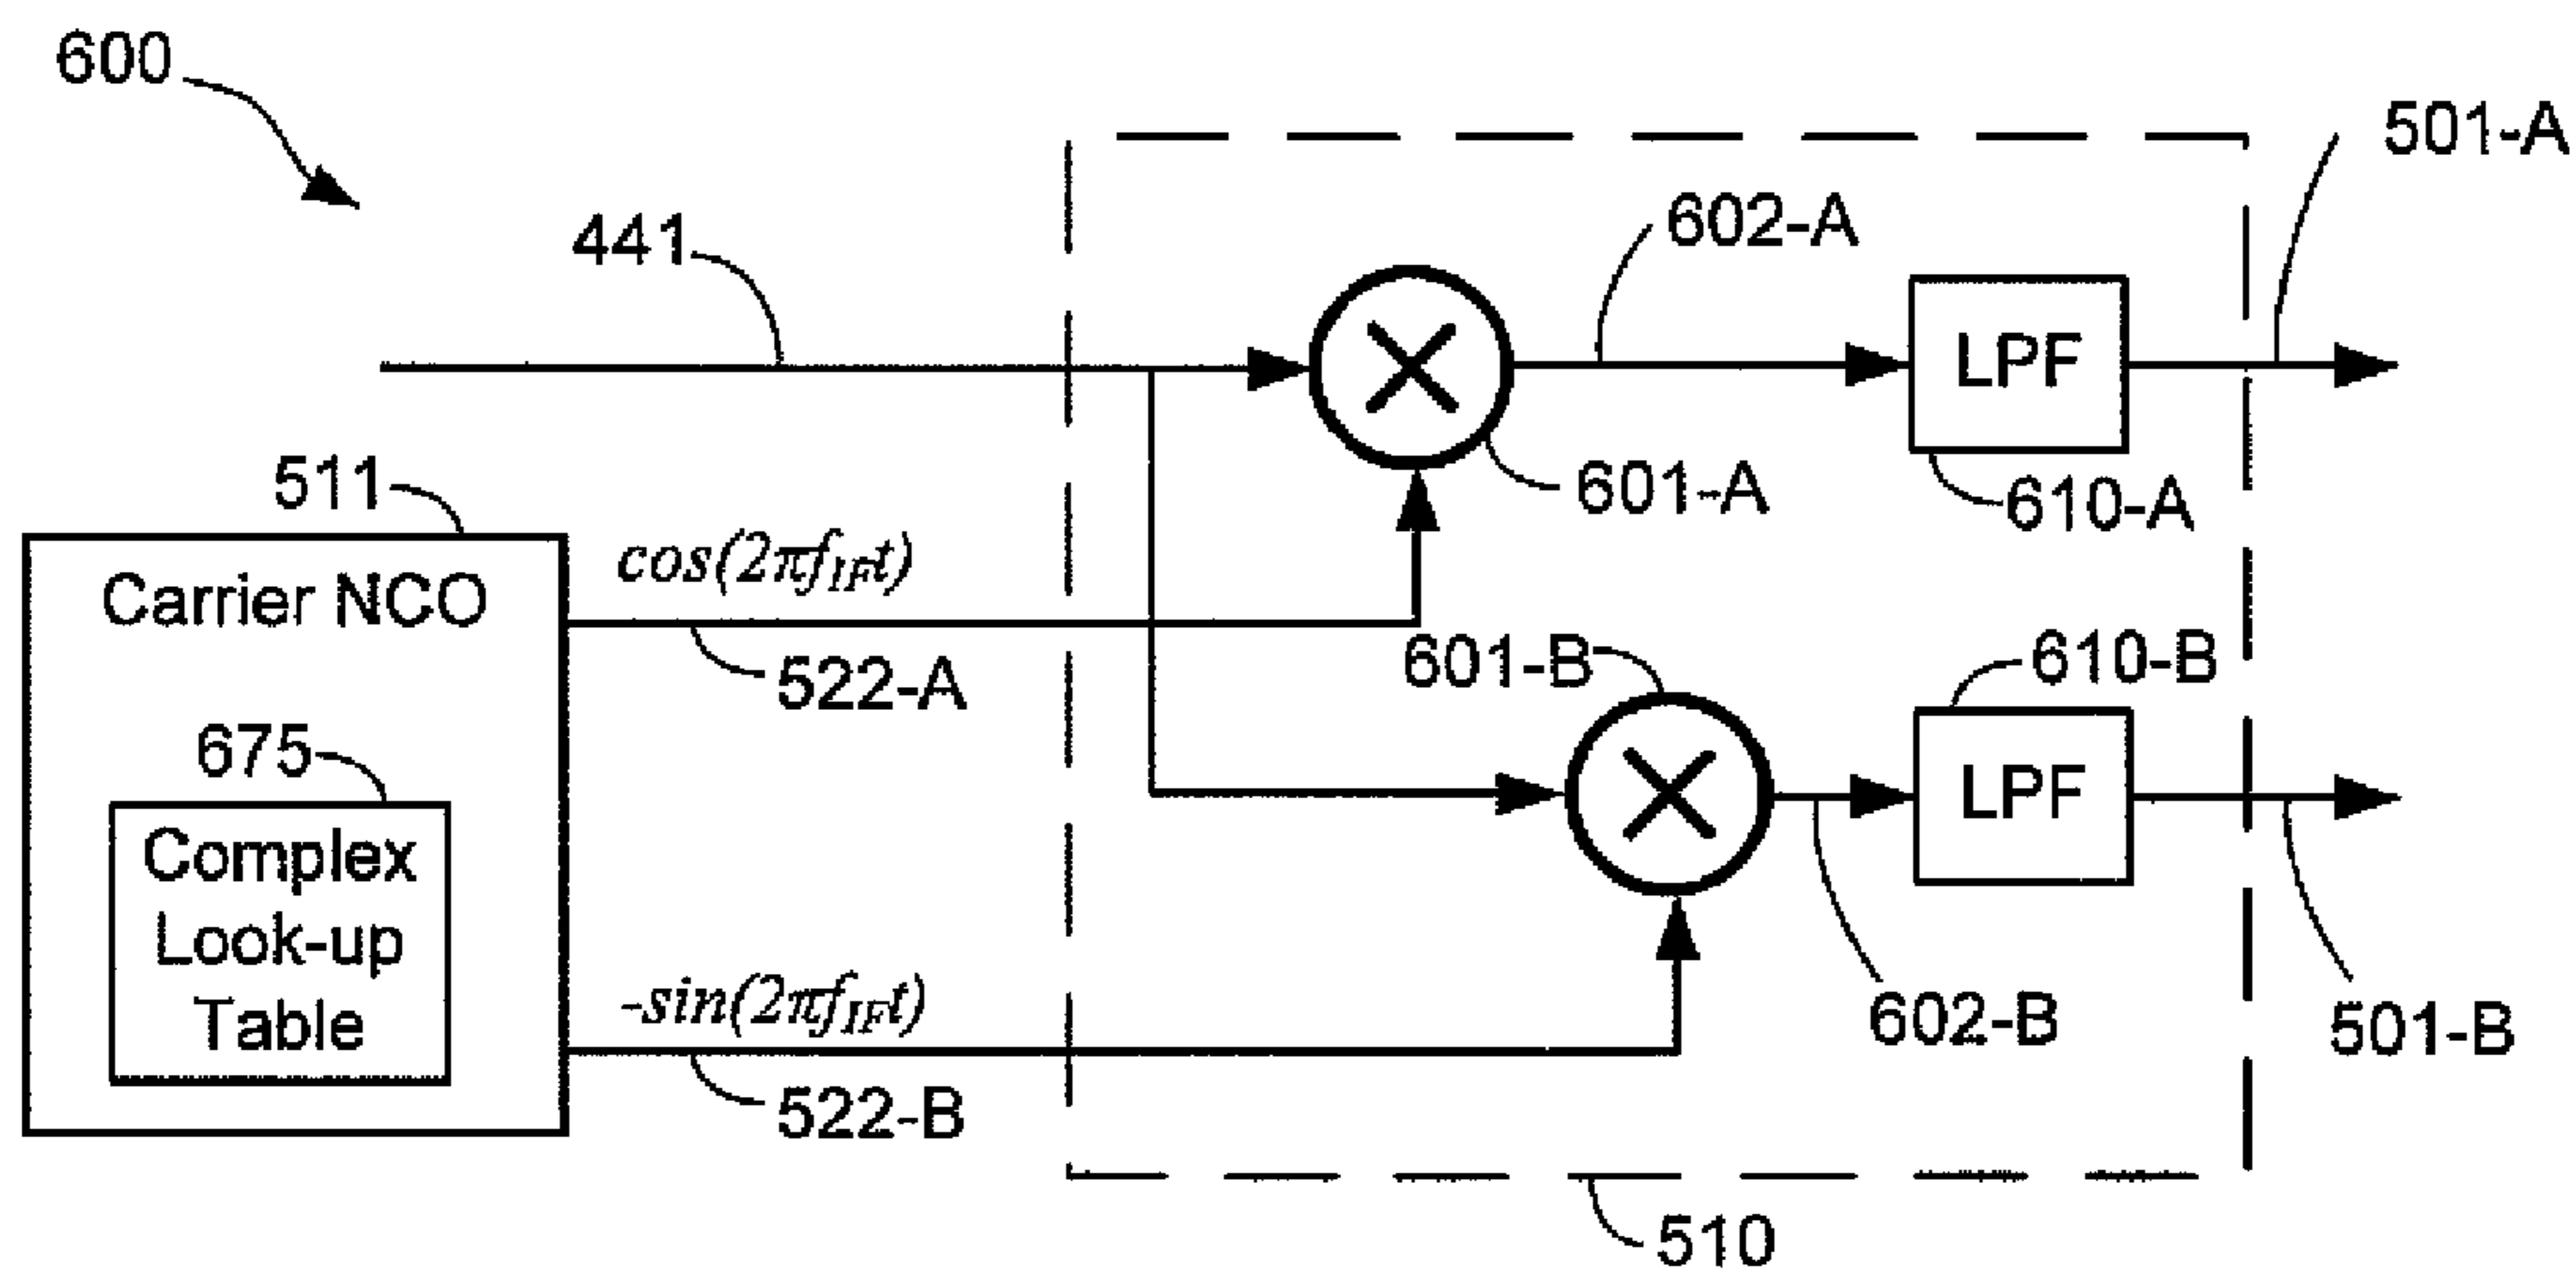 600
501-A
441
602-A
LPF
511
601-A
610-A
Carrier NCO
cos(2πf_IFt)
522-A
601-B
610-B
675
LPF
Complex
Look-up
Table
-sin(2πf_IFt)
602-B
501-B
522-B
510